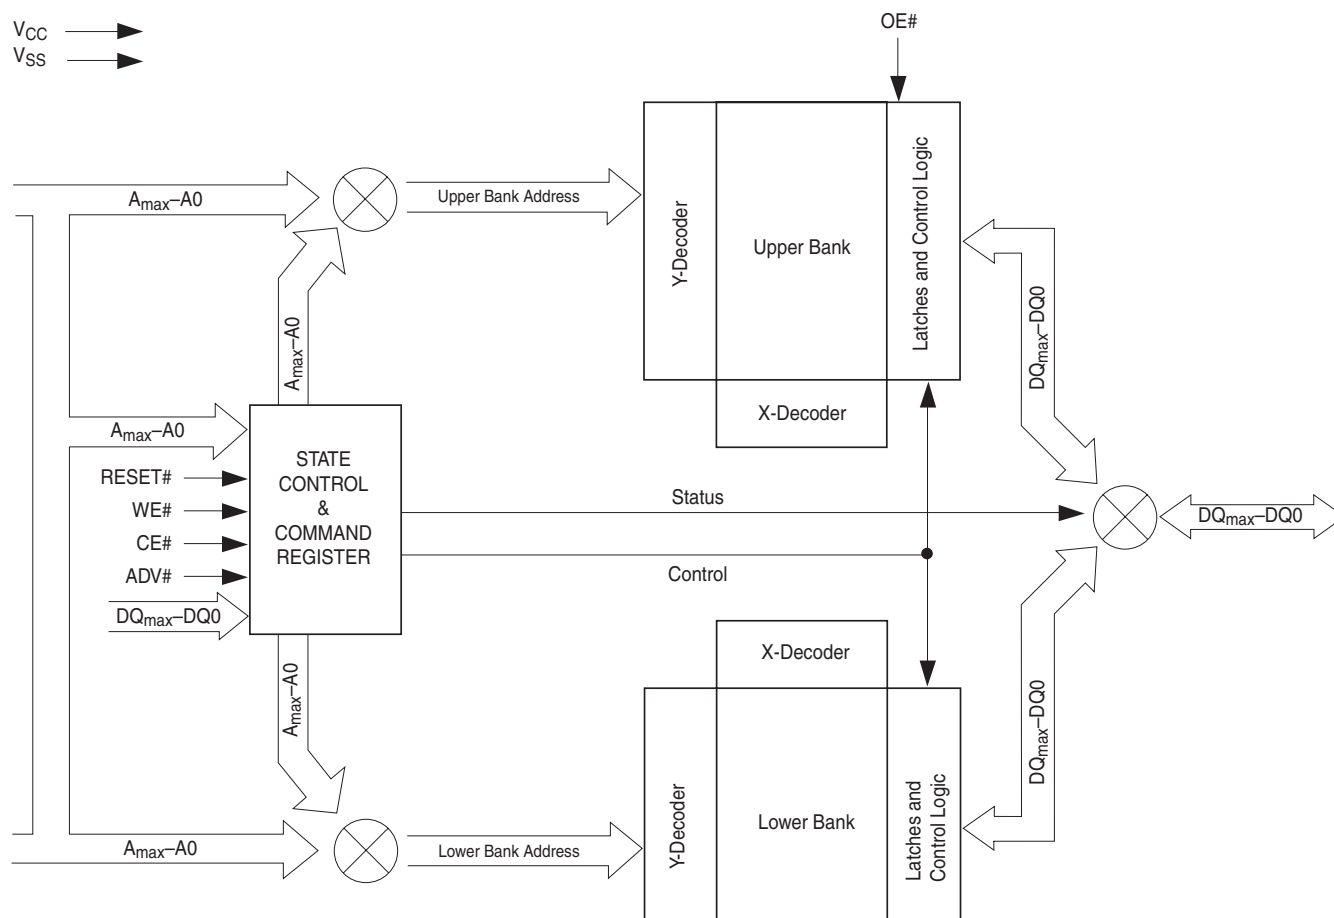 VCC
VSS
OE#
Amax–A0
Upper Bank Address
Y-Decoder
Upper Bank
Latches and Control Logic
DQmax–DQ0
Amax–A0
X-Decoder
Amax–A0
RESET#
WE#
CE#
ADV#
DQmax–DQ0
STATE
CONTROL
&
COMMAND
REGISTER
Status
Control
DQmax–DQ0
Amax–A0
X-Decoder
DQmax–DQ0
Amax–A0
Lower Bank Address
Y-Decoder
Lower Bank
Latches and
Control Logic